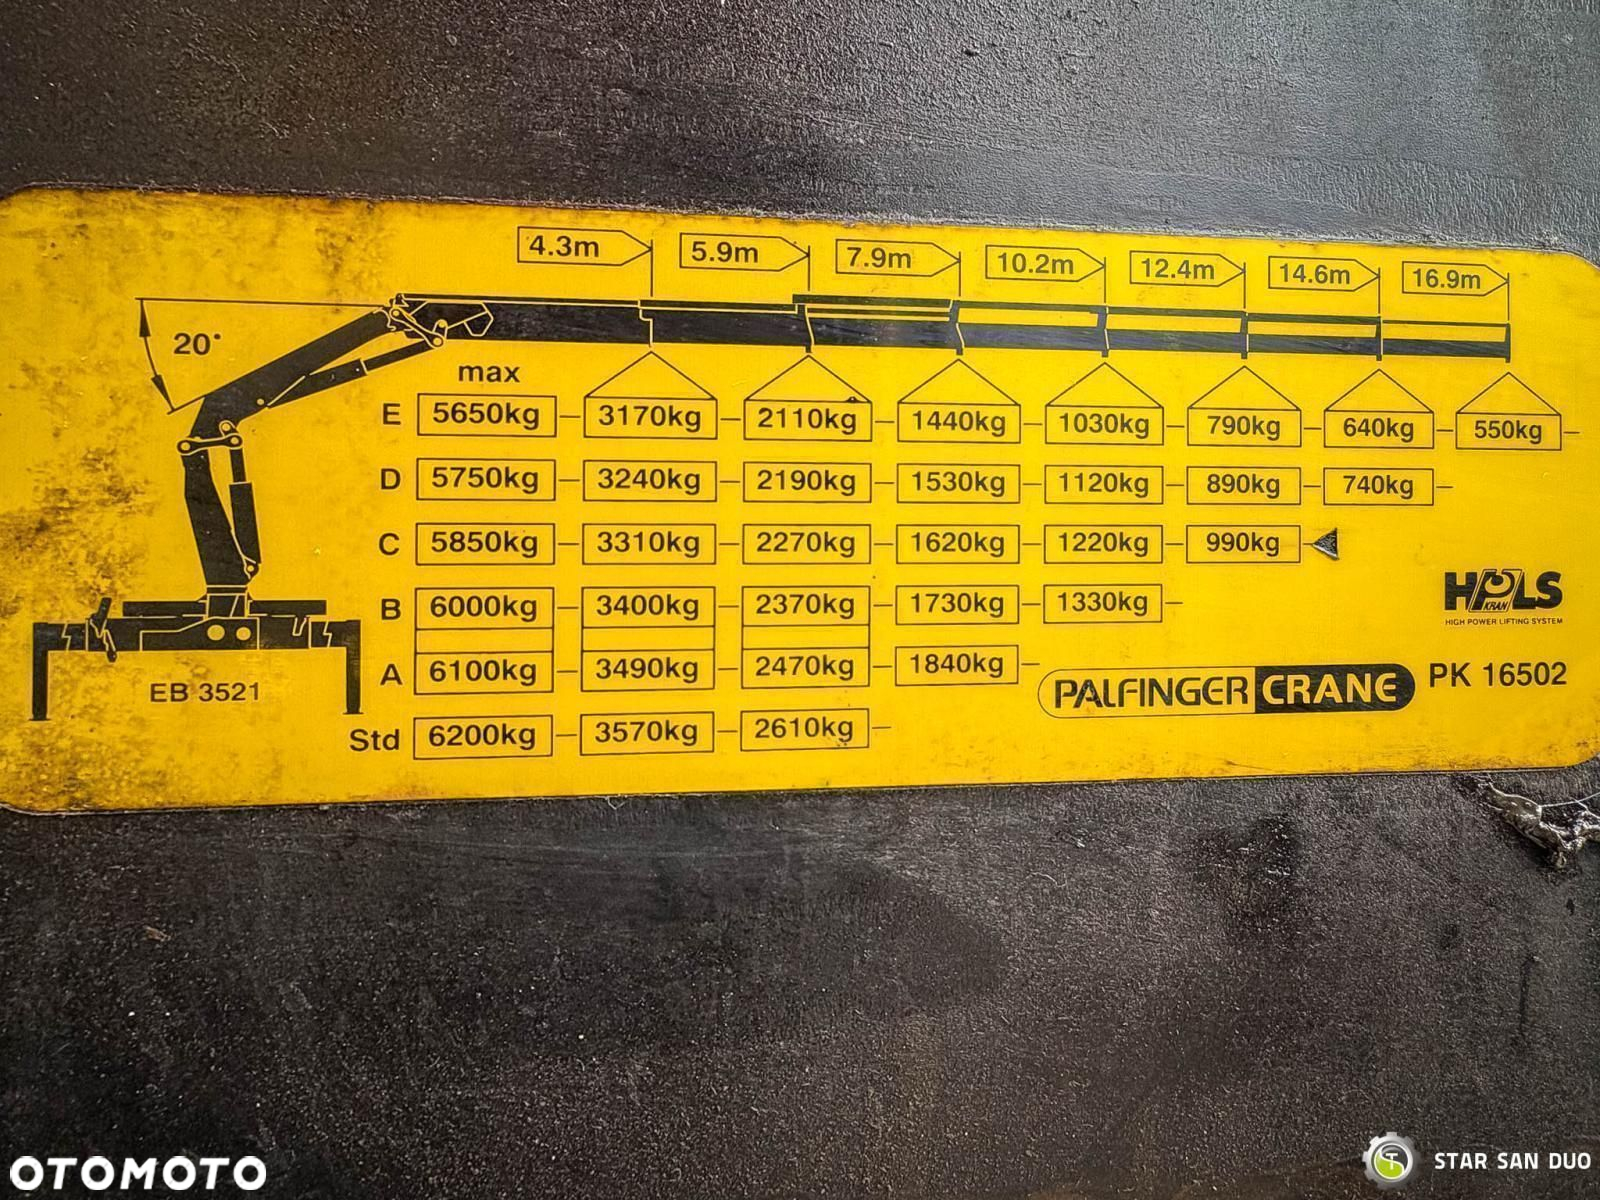 4.3m 5.9m 7.9m 10.2m 12.4m 14.6m 16.9m
20°
max
E 5650kg 3170kg 2110kg 1440kg 1030kg 790kg 640kg 550kg
D 5750kg 3240kg 2190kg 1530kg 1120kg 890kg 740kg
C 5850kg 3310kg 2270kg 1620kg 1220kg 990kg
B 6000kg 3400kg 2370kg 1730kg 1330kg
A 6100kg 3490kg 2470kg 1840kg
Std 6200kg 3570kg 2610kg
EB 3521
HPLS
KRAN
HIGH POWER LIFTING SYSTEM
PALFINGER CRANE PK 16502
OTOMOTO
STAR SAN DUO